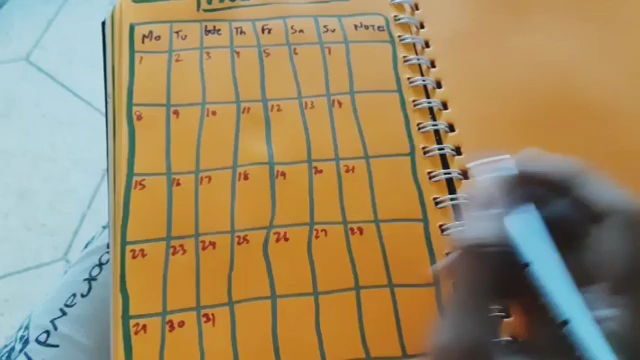 Mo Tu We Th Fr Sa Su NOTES
1 2 3 4 5 6 7
8 9 10 11 12 13 14
15 16 17 18 19 20 21
22 23 24 25 26 27 28
29 30 31